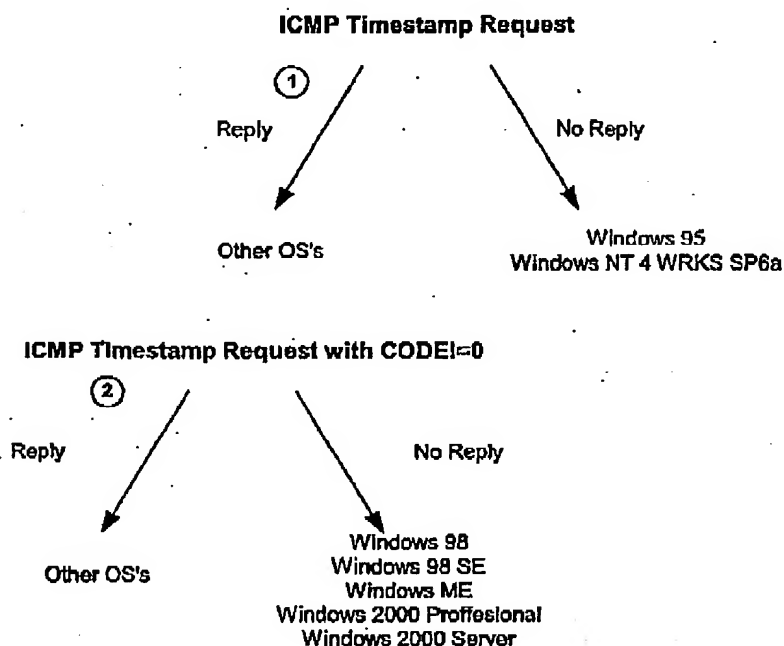 ICMP Timestamp Request
1
Reply
No Reply
Other OS's
Windows 95
Windows NT 4 WRKS SP6a
ICMP Timestamp Request with CODE!=0
2
Reply
No Reply
Other OS's
Windows 98
Windows 98 SE
Windows ME
Windows 2000 Proffesional
Windows 2000 Server